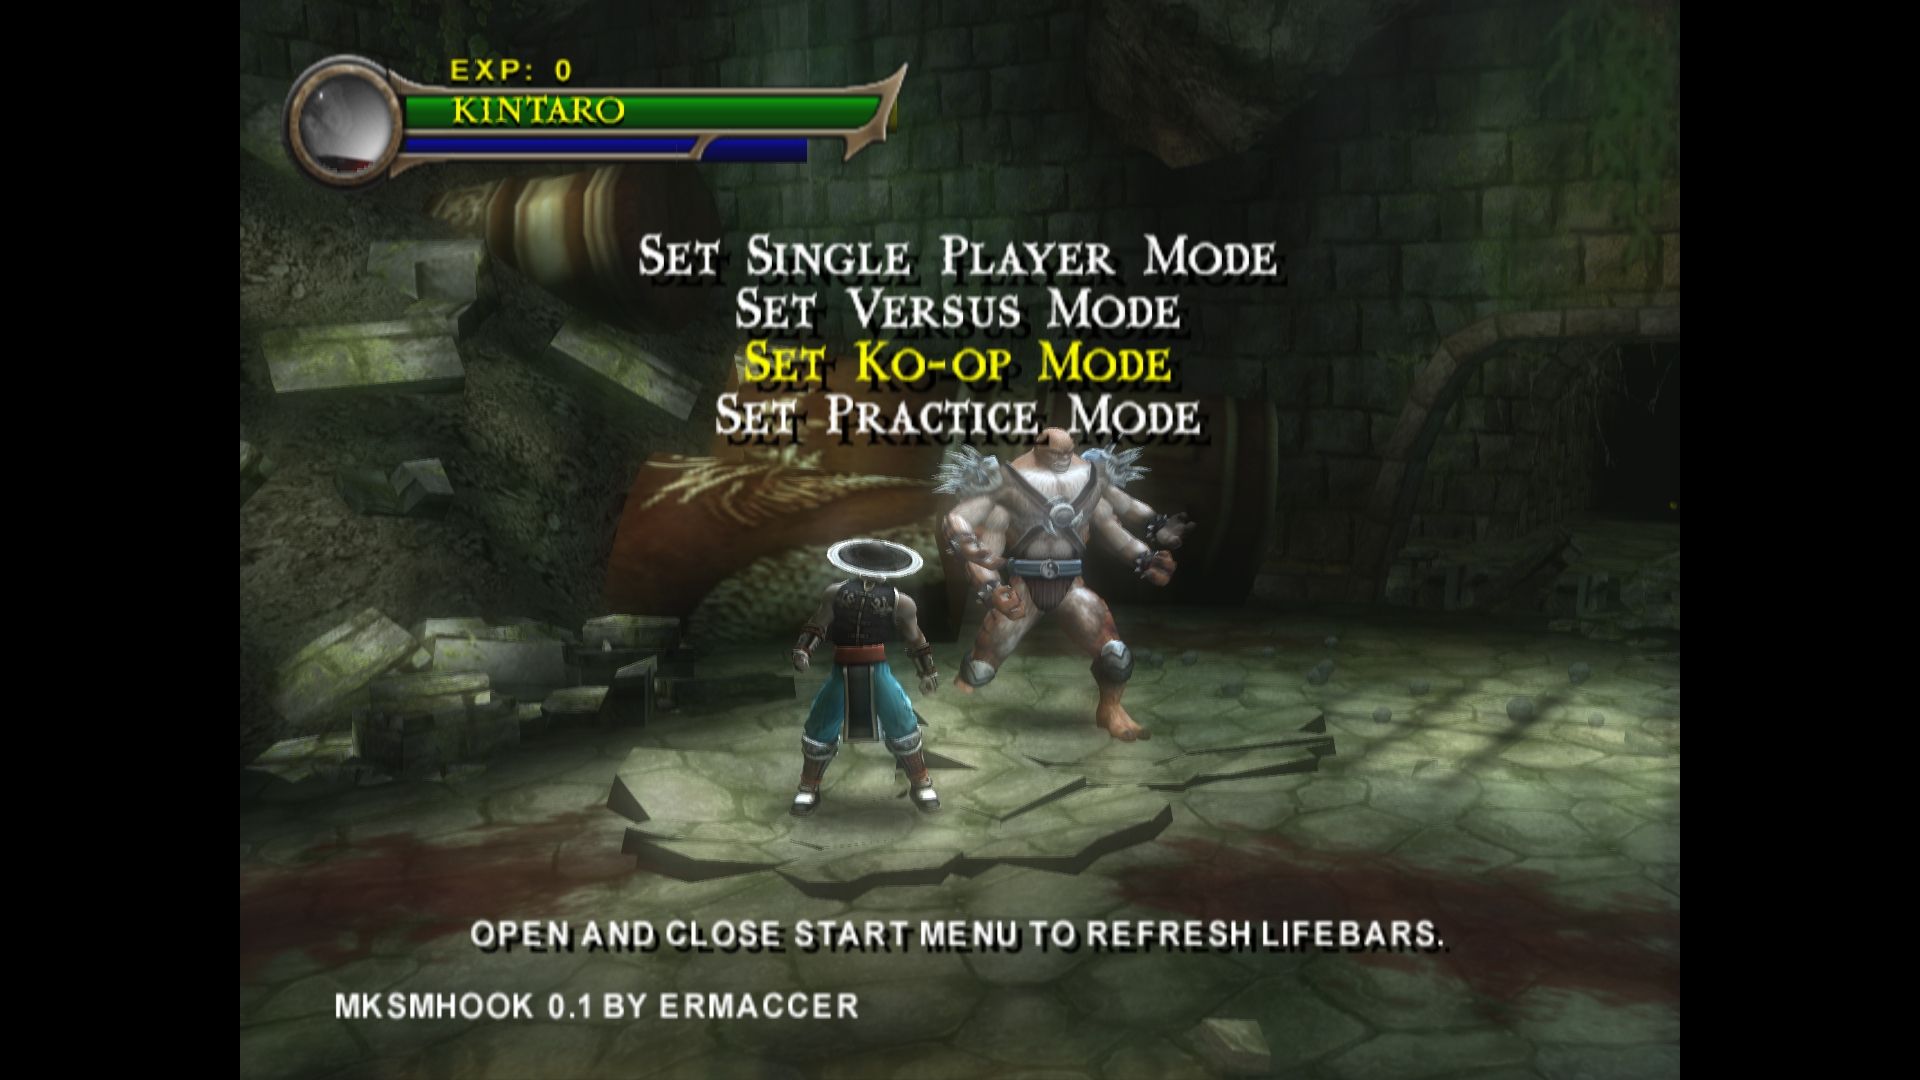 EXP: 0
KINTARO
SET SINGLE PLAYER MODE
SET VERSUS MODE
SET KO-OP MODE
SET PRACTICE MODE
OPEN AND CLOSE START MENU TO REFRESH LIFEBARS.
MKSMHOOK 0.1 BY ERMACCER